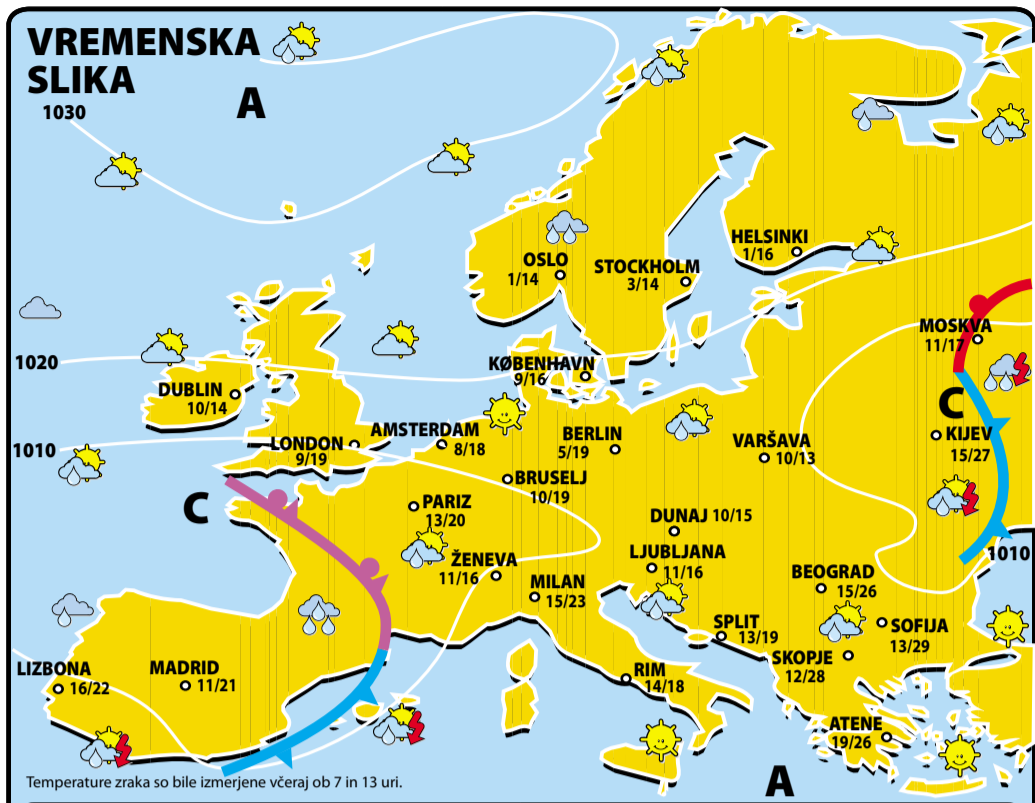 VREMENSKA
SLIKA
1030
A
OSLO
1/14
STOCKHOLM
3/14
HELSINKI
1/16
MOSKVA
11/17
1020
KØBENHAVN
9/16
DUBLIN
10/14
C
1010
LONDON
9/19
AMSTERDAM
8/18
BERLIN
5/19
VARŠAVA
10/13
KIJEV
15/27
BRUSELJ
10/19
C
PARIZ
13/20
DUNAJ 10/15
1010
ŽENEVA
11/16
LJUBLJANA
11/16
MILAN
15/23
BEOGRAD
15/26
SPLIT
13/19
SOFIJA
13/29
SKOPJE
12/28
LIZBONA
16/22
MADRID
11/21
RIM
14/18
ATENE
19/26
A
Temperature zraka so bile izmerjene včeraj ob 7 in 13 uri.